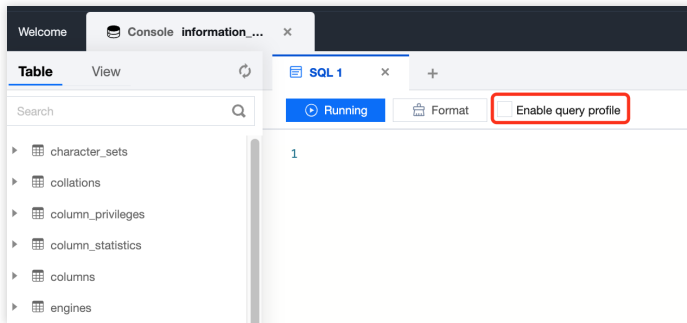 Welcome
Console information_...
Table View
SQL 1
Search
Running Format Enable query profile
1
character_sets
collations
column_privileges
column_statistics
columns
engines